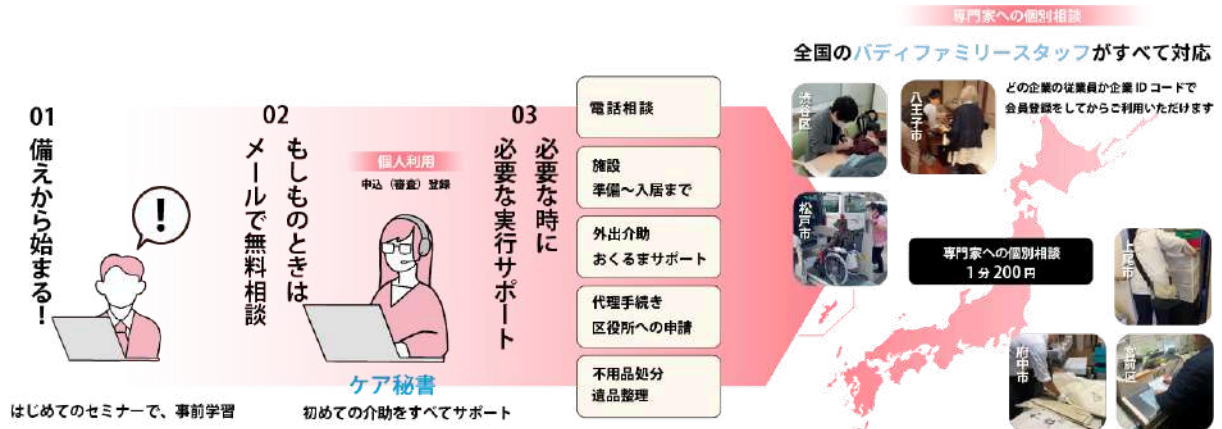 01
備えから始まる！
!
はじめてのセミナーで、事前学習
02
もしものときは
メールで無料相談
個人利用
申込（審査）登録
ケア秘書
初めての介助をすべてサポート
03
必要な時に
必要な実行サポート
電話相談
施設
準備～入居まで
外出介助
おくるまサポート
代理手続き
区役所への申請
不用品処分
遺品整理
専門家への個別相談
全国のバディファミリースタッフがすべて対応
どの企業の従業員か企業IDコードで
会員登録をしてからご利用いただけます
渋谷区
八王子市
松戸市
専門家への個別相談
1分200円
上尾市
府中市
宮前区